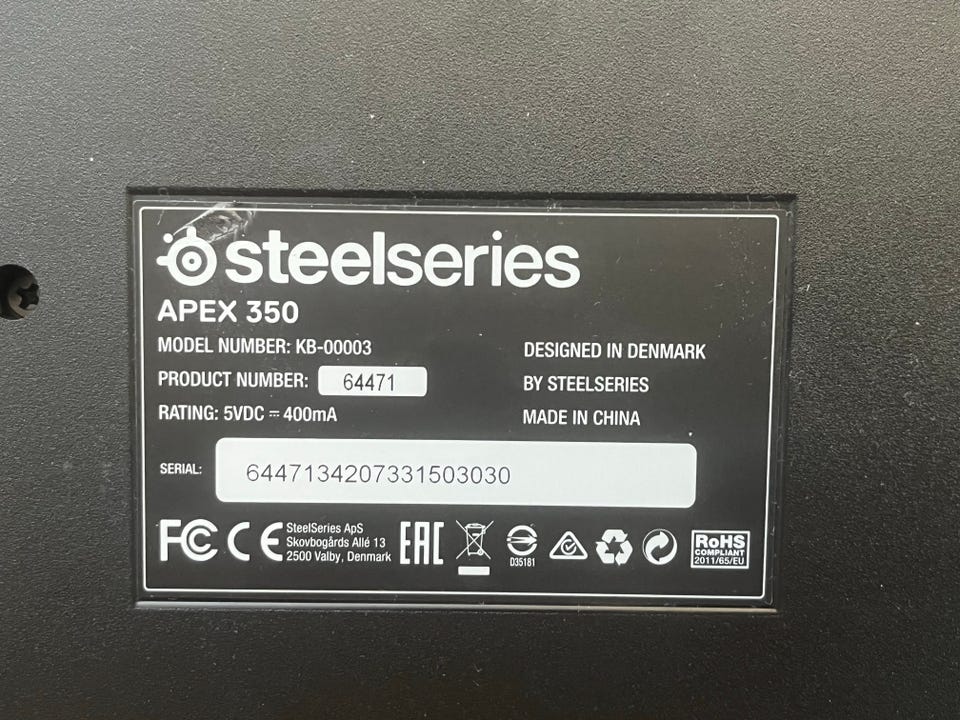 steelseries
APEX 350
MODEL NUMBER: KB-00003
PRODUCT NUMBER: 64471
RATING: 5VDC ⎓ 400mA
DESIGNED IN DENMARK
BY STEELSERIES
MADE IN CHINA
SERIAL: 6447134207331503030
FC CE
SteelSeries ApS
Skovbogårds Allé 13
2500 Valby, Denmark
EAC
D35181
RoHS
COMPLIANT
2011/65/EU